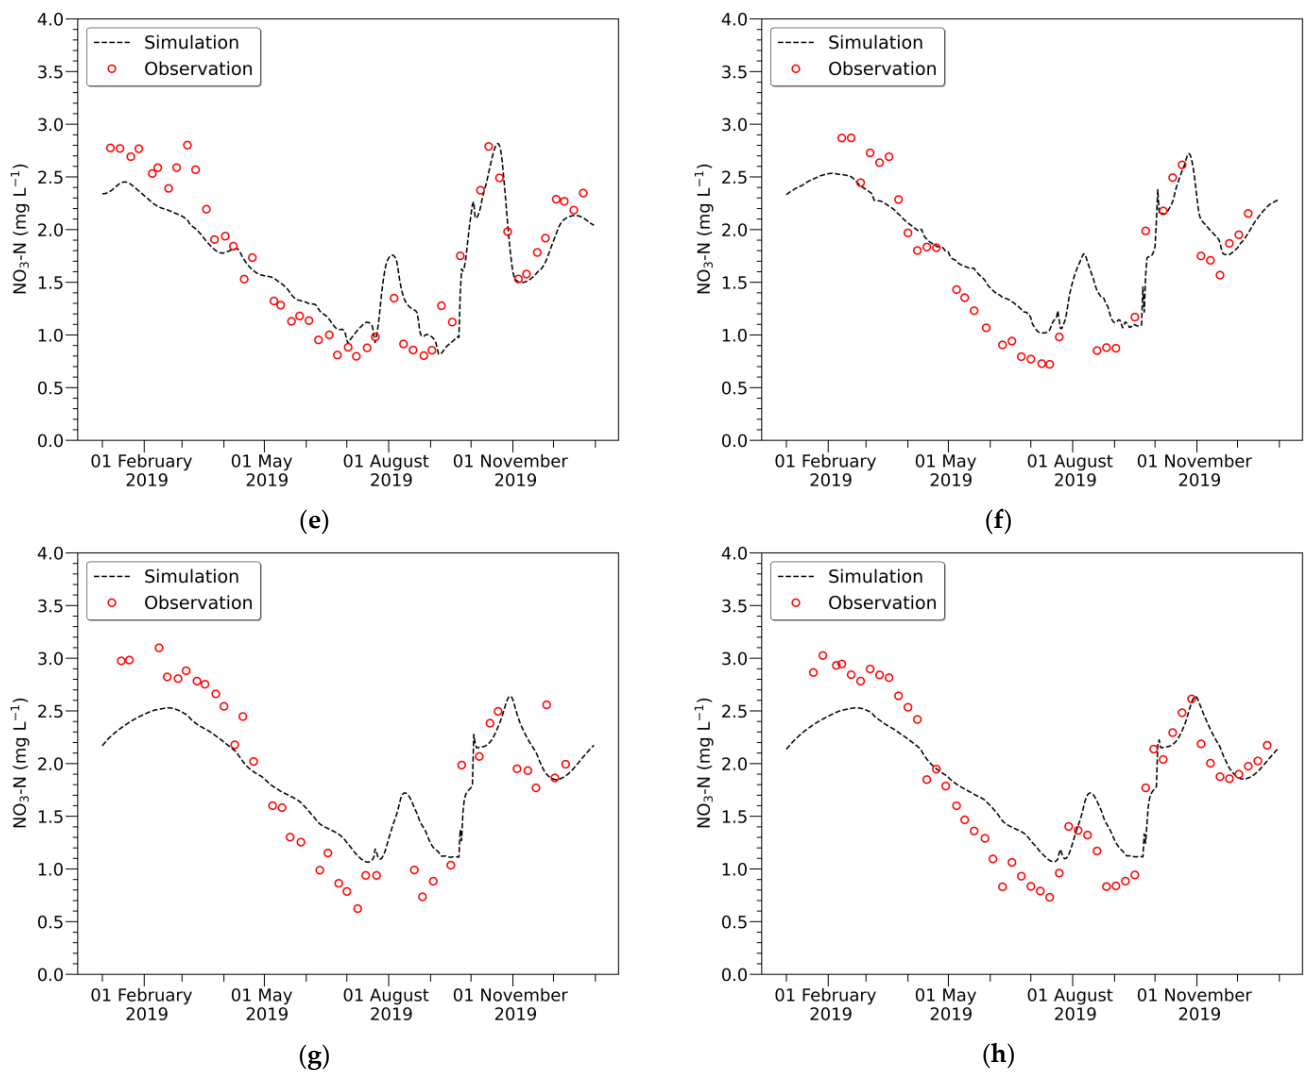 4.0
3.5
3.0
2.5
2.0
1.5
1.0
0.5
0.0
NO₃-N (mg L⁻¹)
Simulation
Observation
01 February
2019
01 May
2019
01 August
2019
01 November
2019
(e)
4.0
3.5
3.0
2.5
2.0
1.5
1.0
0.5
0.0
NO₃-N (mg L⁻¹)
Simulation
Observation
01 February
2019
01 May
2019
01 August
2019
01 November
2019
(f)
4.0
3.5
3.0
2.5
2.0
1.5
1.0
0.5
0.0
NO₃-N (mg L⁻¹)
Simulation
Observation
01 February
2019
01 May
2019
01 August
2019
01 November
2019
(g)
4.0
3.5
3.0
2.5
2.0
1.5
1.0
0.5
0.0
NO₃-N (mg L⁻¹)
Simulation
Observation
01 February
2019
01 May
2019
01 August
2019
01 November
2019
(h)